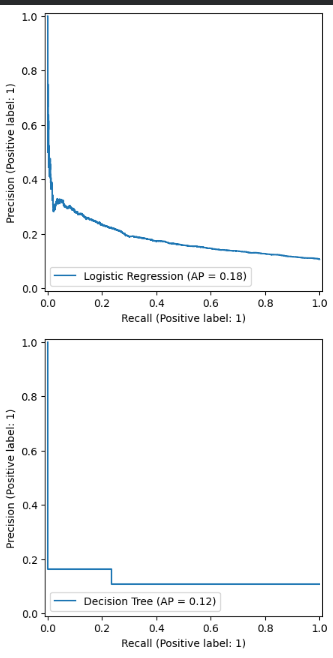 1.0
0.8
0.6
0.4
0.2
0.0
Precision (Positive label: 1)
Logistic Regression (AP = 0.18)
0.0 0.2 0.4 0.6 0.8 1.0
Recall (Positive label: 1)
1.0
0.8
0.6
0.4
0.2
0.0
Precision (Positive label: 1)
Decision Tree (AP = 0.12)
0.0 0.2 0.4 0.6 0.8 1.0
Recall (Positive label: 1)